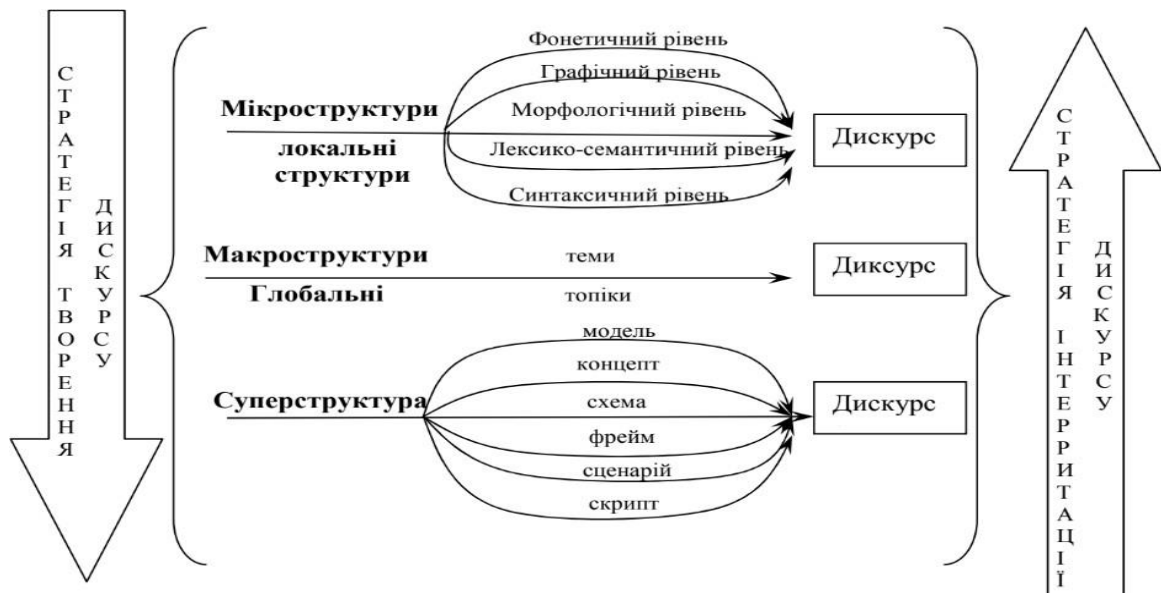 СТРАТЕГІЯ ТВОРЕННЯ
ДИСКУРСУ
Мікроструктури
локальні
структури
Фонетичний рівень
Графічний рівень
Морфологічний рівень
Лексико-семантичний рівень
Синтаксичний рівень
Дискурс
Макроструктури
Глобальні
теми
топіки
Диксурс
Суперструктура
модель
концепт
схема
фрейм
сценарій
скрипт
Дискурс
СТРАТЕГІЯ ІНТЕРРИТАЦІЇ
ДИСКУРСУ